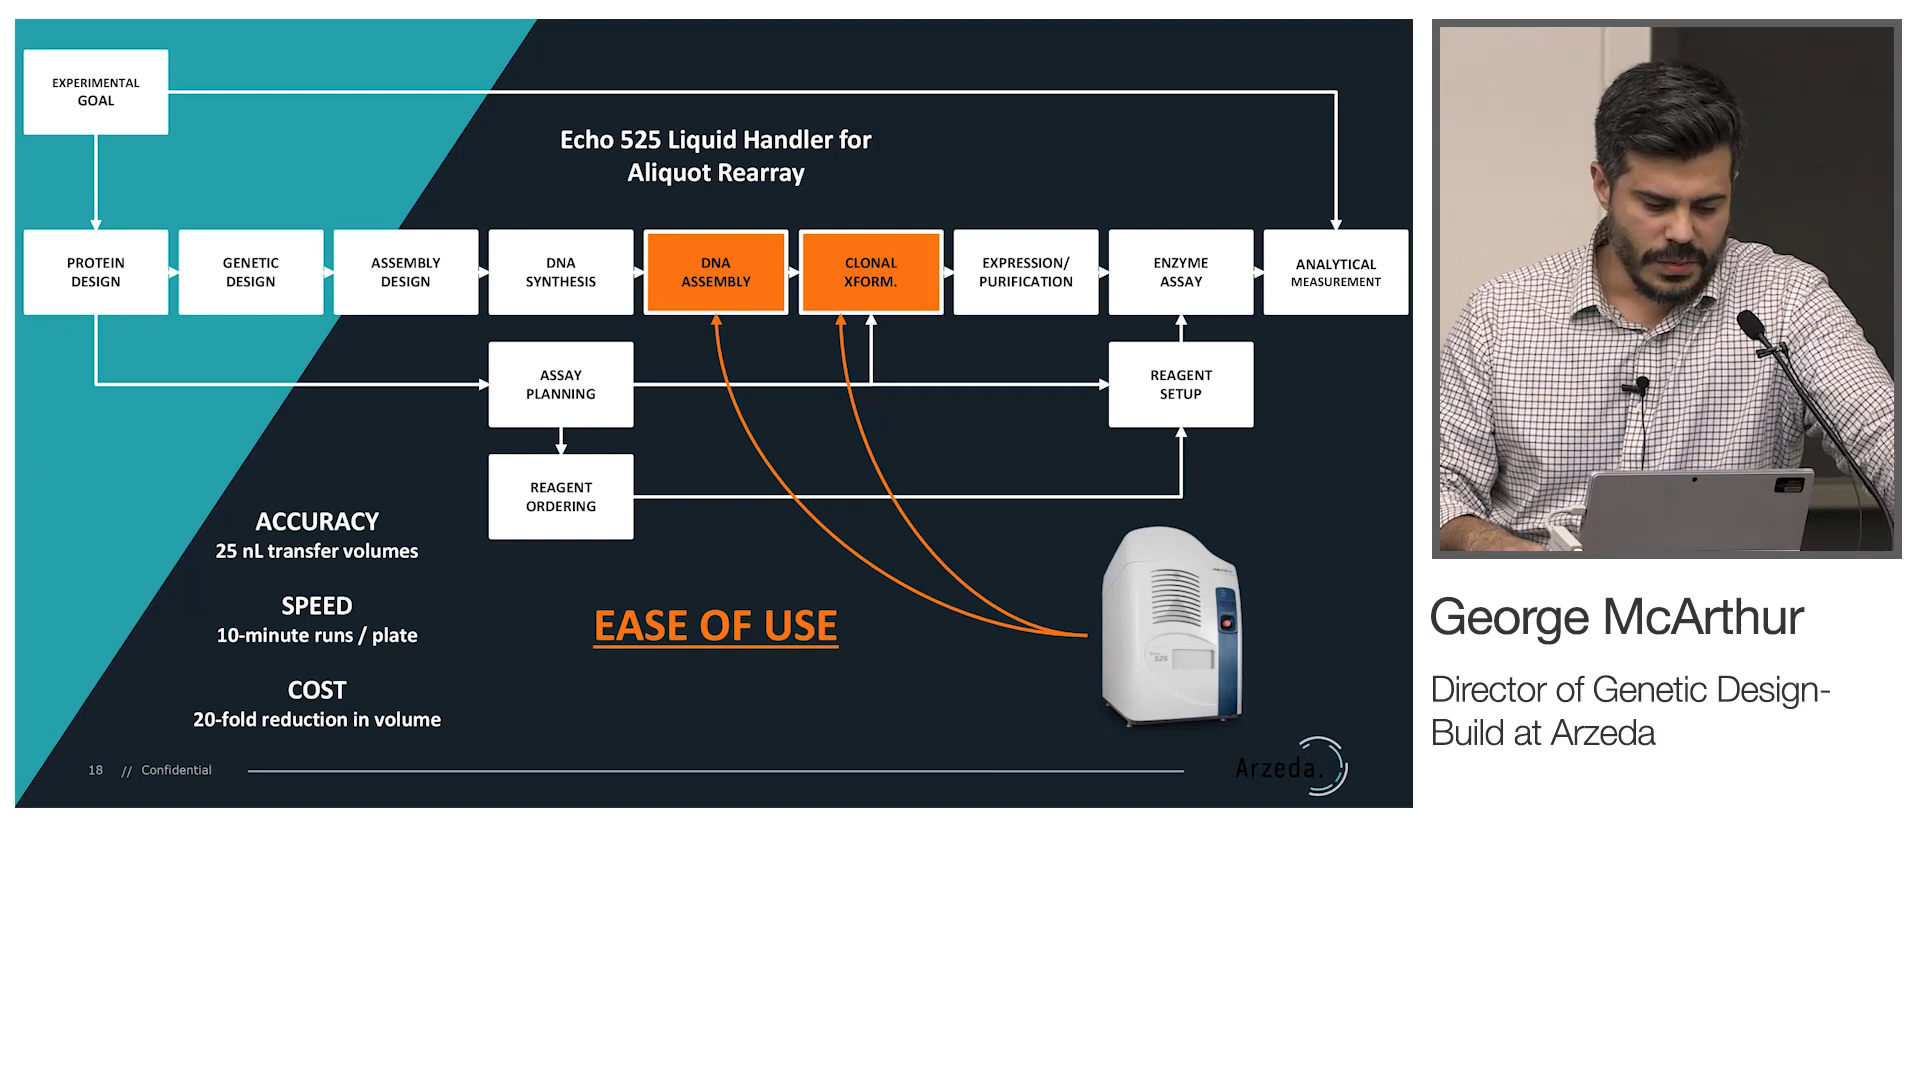 EXPERIMENTAL
GOAL
Echo 525 Liquid Handler for
Aliquot Rearray
PROTEIN
DESIGN
GENETIC
DESIGN
ASSEMBLY
DESIGN
DNA
SYNTHESIS
DNA
ASSEMBLY
CLONAL
XFORM.
EXPRESSION/
PURIFICATION
ENZYME
ASSAY
ANALYTICAL
MEASUREMENT
ASSAY
PLANNING
REAGENT
SETUP
REAGENT
ORDERING
ACCURACY
25 nL transfer volumes
SPEED
10-minute runs / plate
COST
20-fold reduction in volume
EASE OF USE
525
18 // Confidential
Arzeda.
George McArthur
Director of Genetic Design-
Build at Arzeda